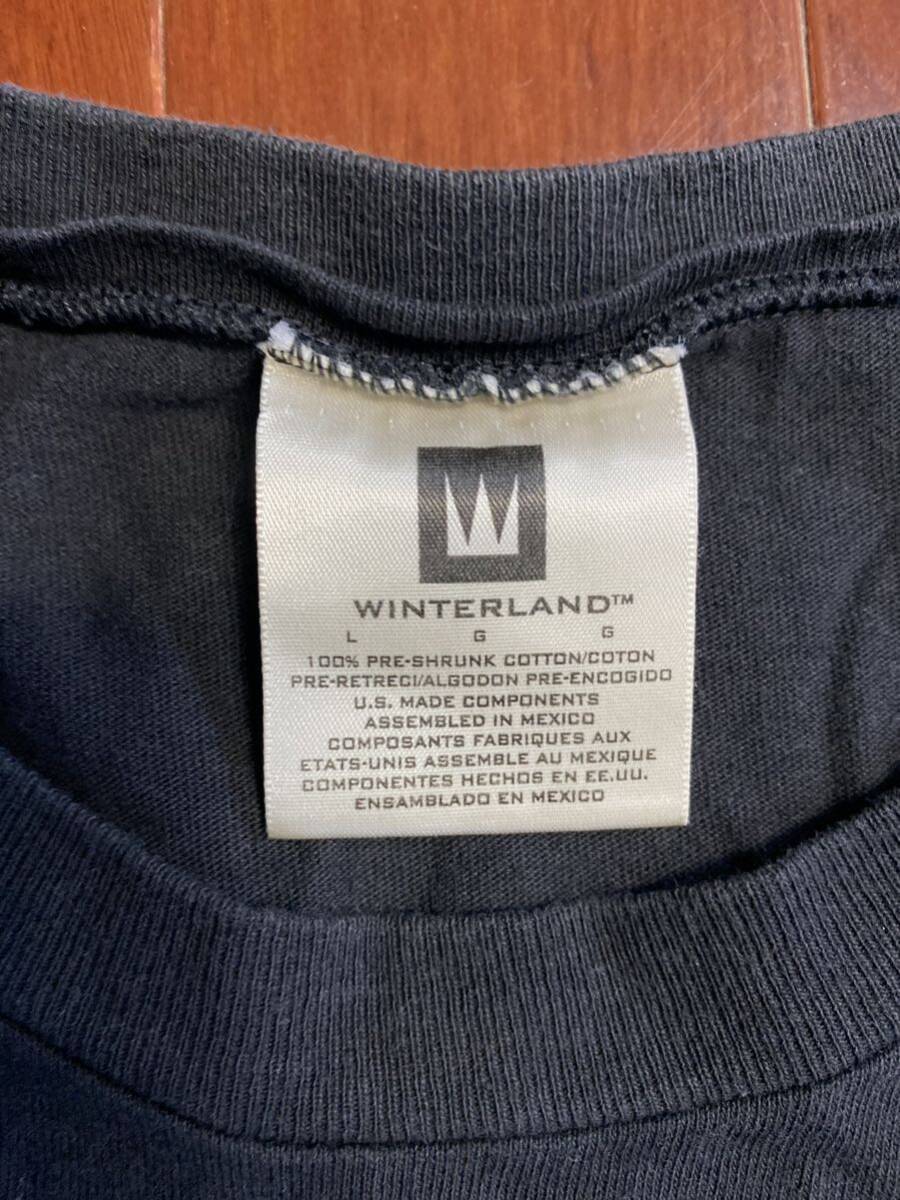 W
WINTERLAND™
L G G
100% PRE-SHRUNK COTTON/COTON
PRE-RETRECI/ALGODON PRE-ENCOGIDO
U.S. MADE COMPONENTS
ASSEMBLED IN MEXICO
COMPOSANTS FABRIQUES AUX
ETATS-UNIS ASSEMBLE AU MEXIQUE
COMPONENTES HECHOS EN EE.UU.
ENSAMBLADO EN MEXICO